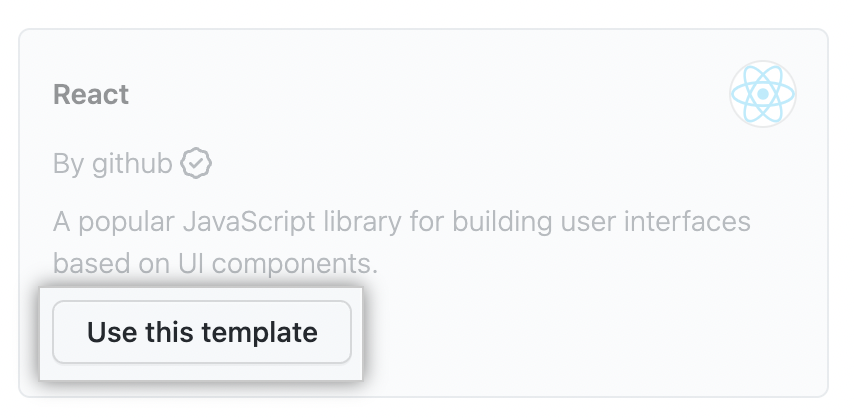 React
By github
A popular JavaScript library for building user interfaces
based on UI components.
Use this template